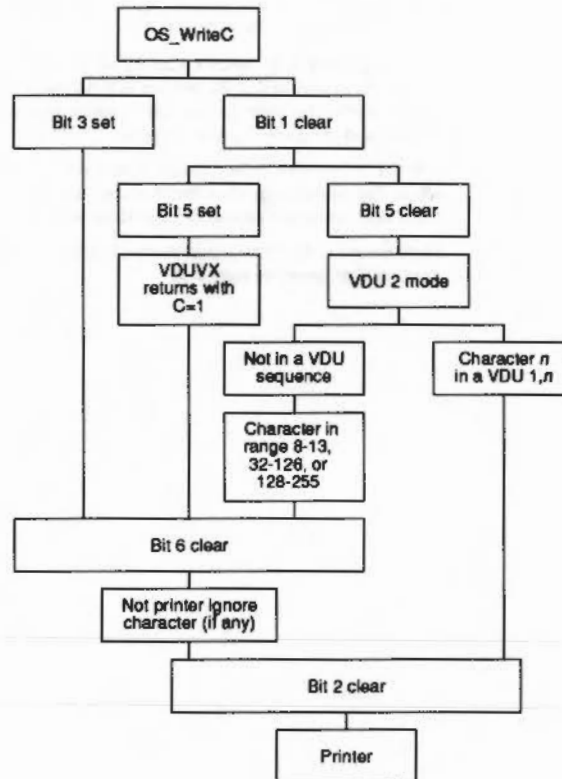 OS_WriteC
Bit 3 set
Bit 1 clear
Bit 5 set
Bit 5 clear
VDUVX
returns with
C=1
VDU 2 mode
Not in a VDU
sequence
Character n
in a VDU 1,n
Character in
range 8-13,
32-126, or
128-255
Bit 6 clear
Not printer ignore
character (if any)
Bit 2 clear
Printer